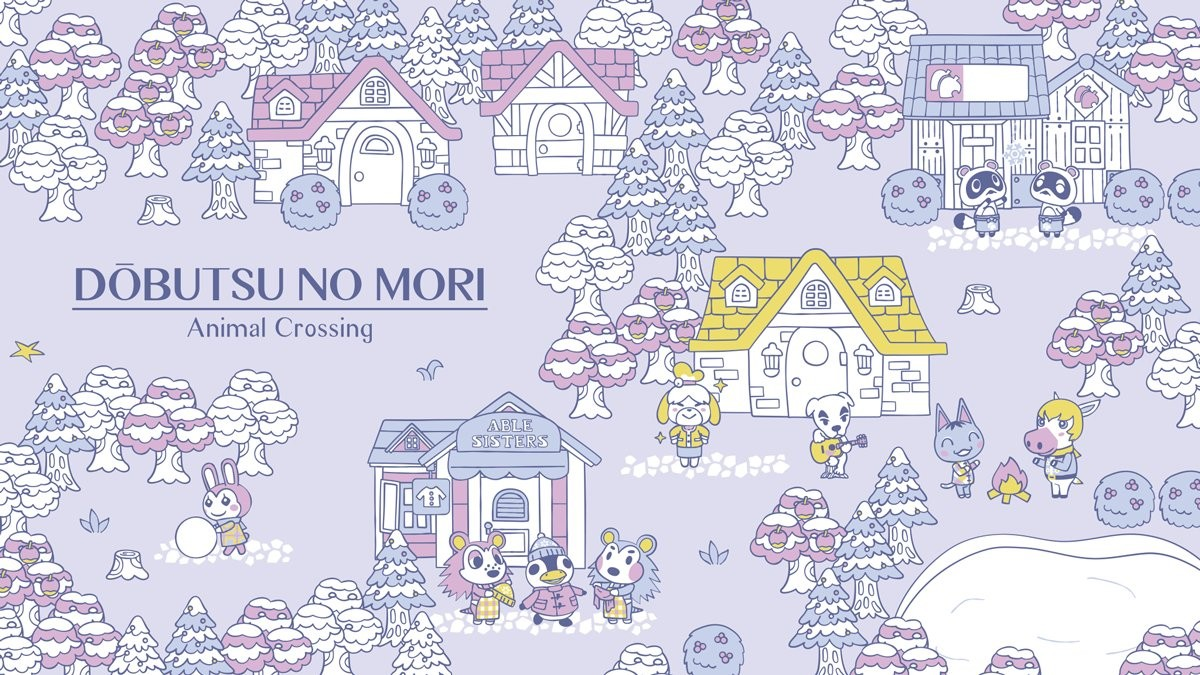 DŌBUTSU NO MORI
Animal Crossing
ABLE
SISTERS